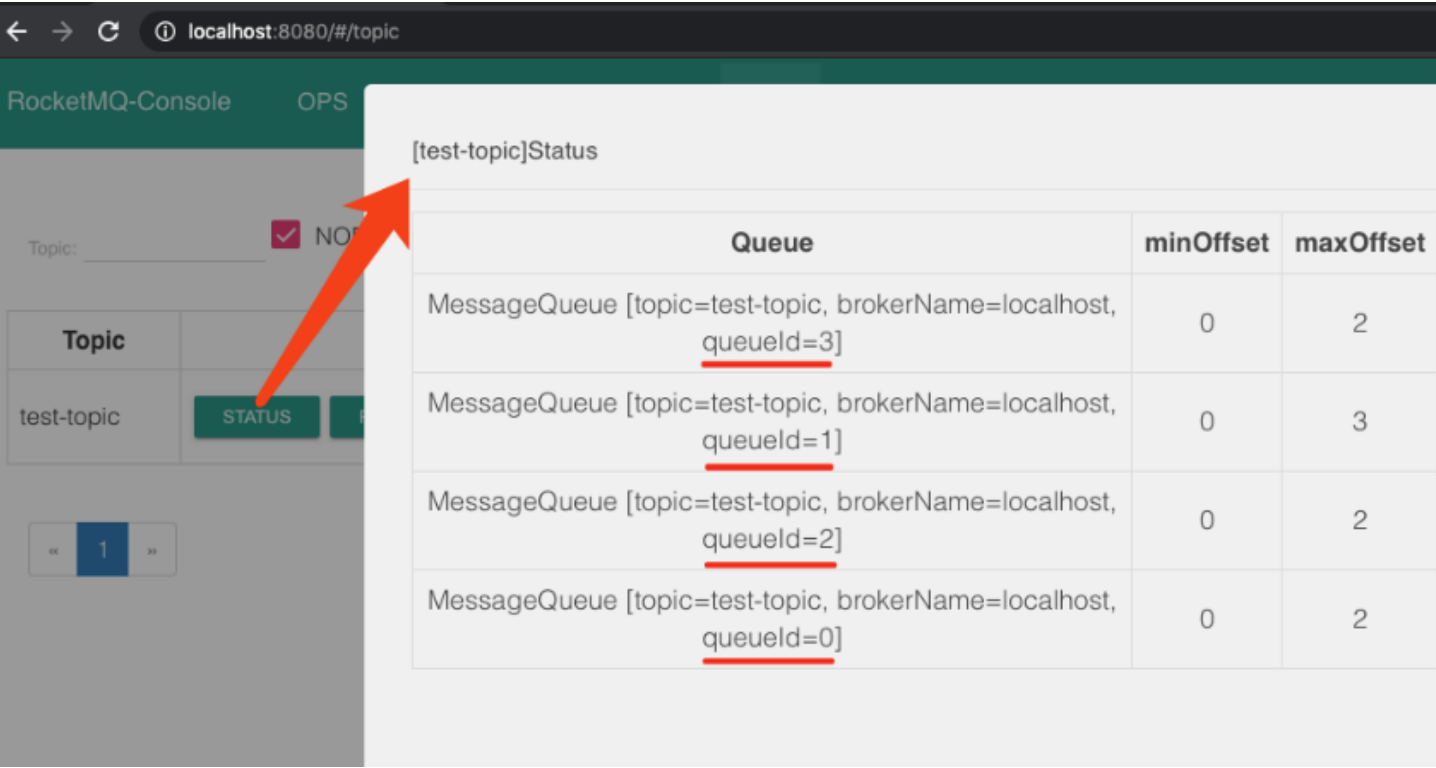 localhost:8080/#/topic
RocketMQ-Console OPS
[test-topic]Status
Topic:
Queue minOffset maxOffset
MessageQueue [topic=test-topic, brokerName=localhost,
queueId=3]
0 2
Topic
MessageQueue [topic=test-topic, brokerName=localhost,
queueId=1]
0 3
test-topic STATUS
MessageQueue [topic=test-topic, brokerName=localhost,
queueId=2]
0 2
« 1 »
MessageQueue [topic=test-topic, brokerName=localhost,
queueId=0]
0 2